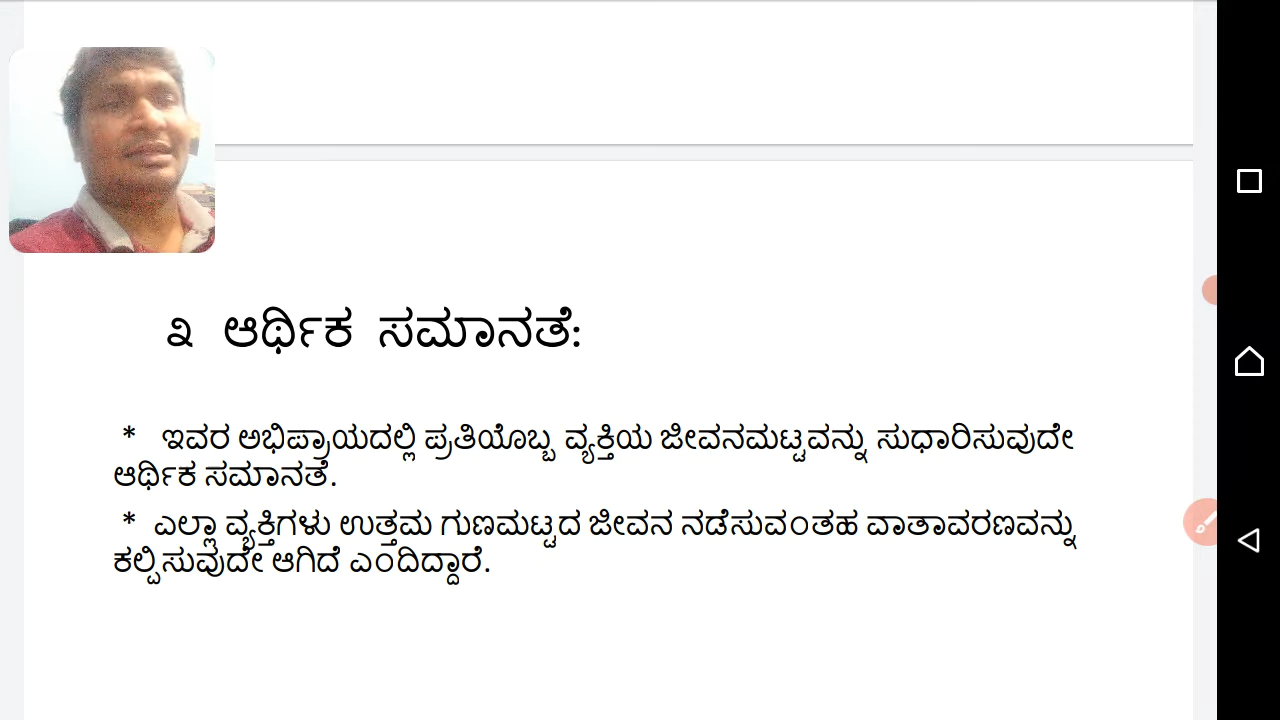 ೩ ಆರ್ಥಿಕ ಸಮಾನತೆ:
* ಇವರ ಅಭಿಪ್ರಾಯದಲ್ಲಿ ಪ್ರತಿಯೊಬ್ಬ ವ್ಯಕ್ತಿಯ ಜೀವನಮಟ್ಟವನ್ನು ಸುಧಾರಿಸುವುದೇ
ಆರ್ಥಿಕ ಸಮಾನತೆ.
* ಎಲ್ಲಾ ವ್ಯಕ್ತಿಗಳು ಉತ್ತಮ ಗುಣಮಟ್ಟದ ಜೀವನ ನಡೆಸುವಂತಹ ವಾತಾವರಣವನ್ನು
ಕಲ್ಪಿಸುವುದೇ ಆಗಿದೆ ಎಂದಿದ್ದಾರೆ.